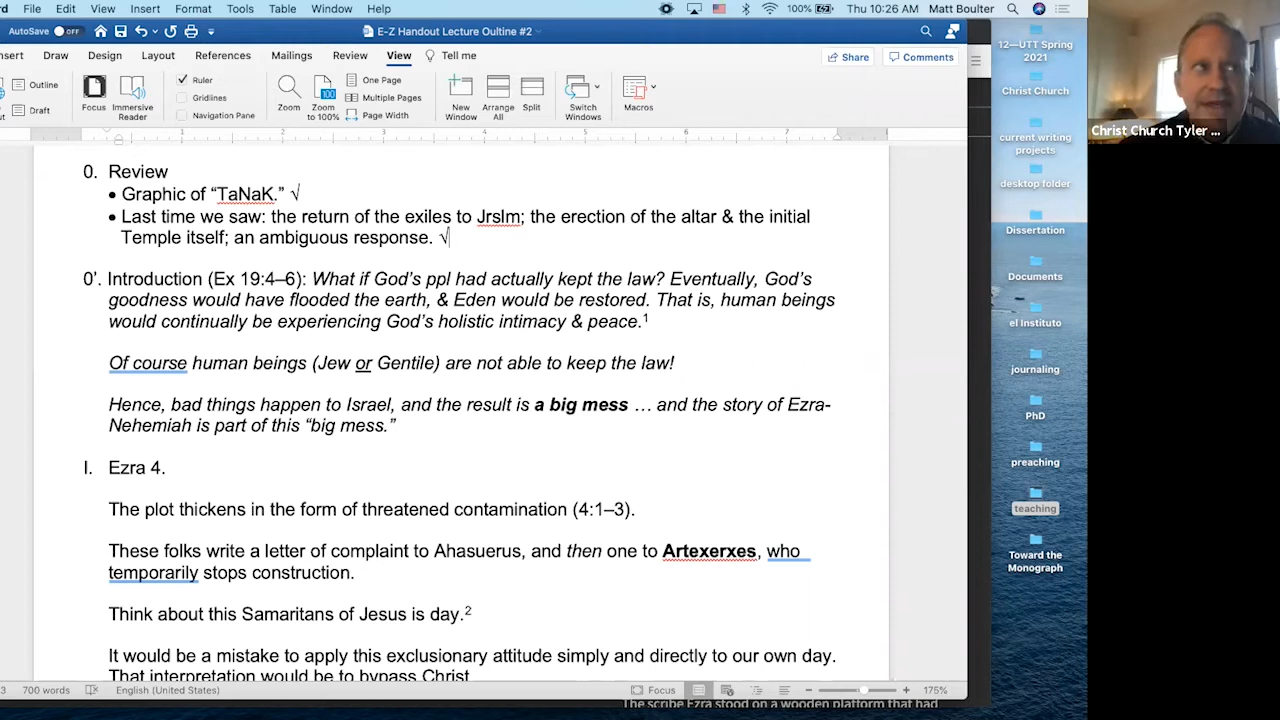 d File Edit View Insert Format Tools Table Window Help 100% Thu 10:26 AM Matt Boulter
AutoSave OFF E-Z Handout Lecture Oultine #2
nsert Draw Design Layout References Mailings Review View Tell me Share Comments
Outline
Draft
Focus
Immersive Reader
Ruler
Gridlines
Navigation Pane
Zoom
100
Zoom to 100%
One Page
Multiple Pages
Page Width
New Window
Arrange All
Split
Switch Windows
Macros
1 2 3 4 5 6 7
0. Review
• Graphic of “TaNaK.” √
• Last time we saw: the return of the exiles to Jrslm; the erection of the altar & the initial
Temple itself; an ambiguous response. √
0’. Introduction (Ex 19:4–6): What if God’s ppl had actually kept the law? Eventually, God’s
goodness would have flooded the earth, & Eden would be restored. That is, human beings
would continually be experiencing God’s holistic intimacy & peace.1
Of course human beings (Jew or Gentile) are not able to keep the law!
Hence, bad things happen to Israel, and the result is a big mess … and the story of Ezra-
Nehemiah is part of this “big mess.”
I. Ezra 4.
The plot thickens in the form of threatened contamination (4:1–3).
These folks write a letter of complaint to Ahasuerus, and then one to Artexerxes, who
temporarily stops construction.
Think about this Samaritans of Jesus is day.2
It would be a mistake to apply this exclusionary attitude simply and directly to our own day.
That interpretation would be to bypass Christ
3 700 words English (United States) Focus 175%
The scribe Ezra stood on a wooden platform that had
12—UTT Spring
2021
Christ Church
current writing
projects
desktop folder
Dissertation
Documents
el Instituto
journaling
PhD
preaching
teaching
Toward the
Monograph
Christ Church Tyler ...